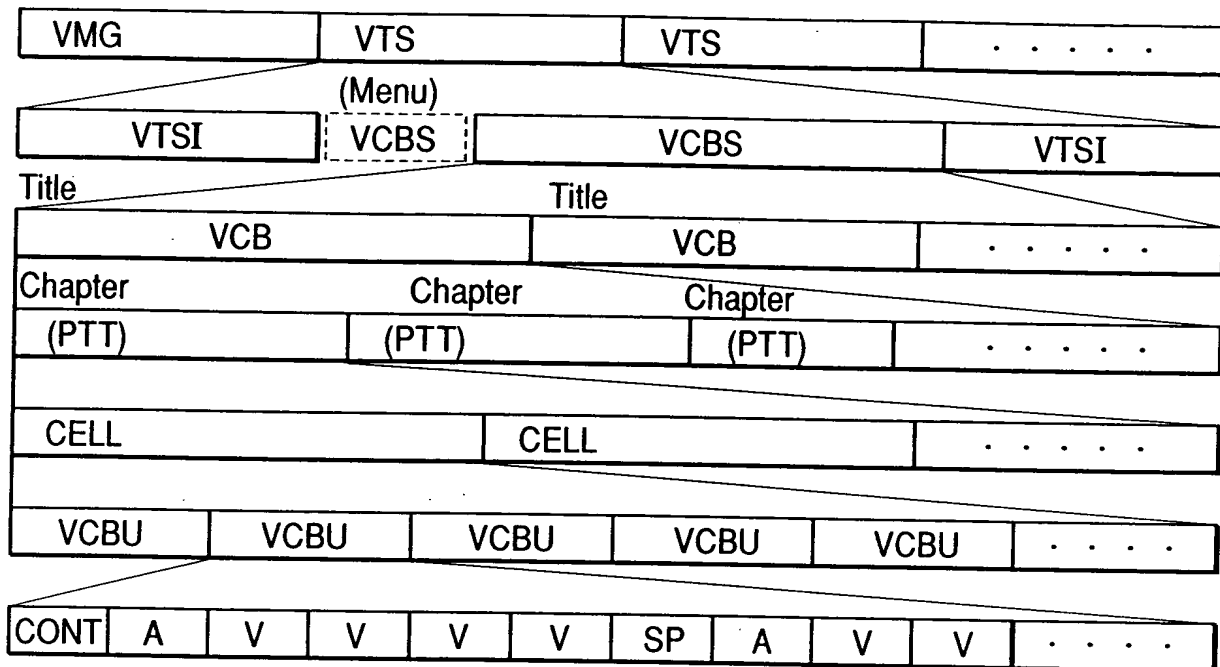 VMG VTS VTS . . . . .
(Menu)
VTSI VCBS VCBS VTSI
Title Title
VCB VCB . . . . .
Chapter Chapter Chapter
(PTT) (PTT) (PTT) . . . . .
CELL CELL . . . . .
VCBU VCBU VCBU VCBU VCBU . . . .
CONT A V V V V SP A V V . . . .